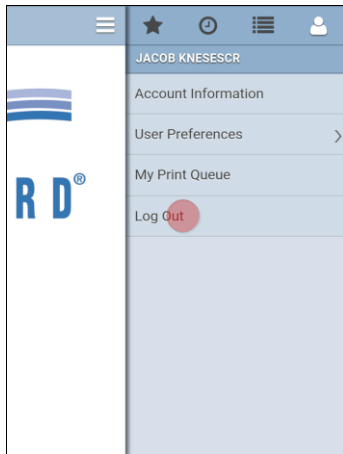 JACOB KNESESCR
Account Information
User Preferences
My Print Queue
Log Out
R D®